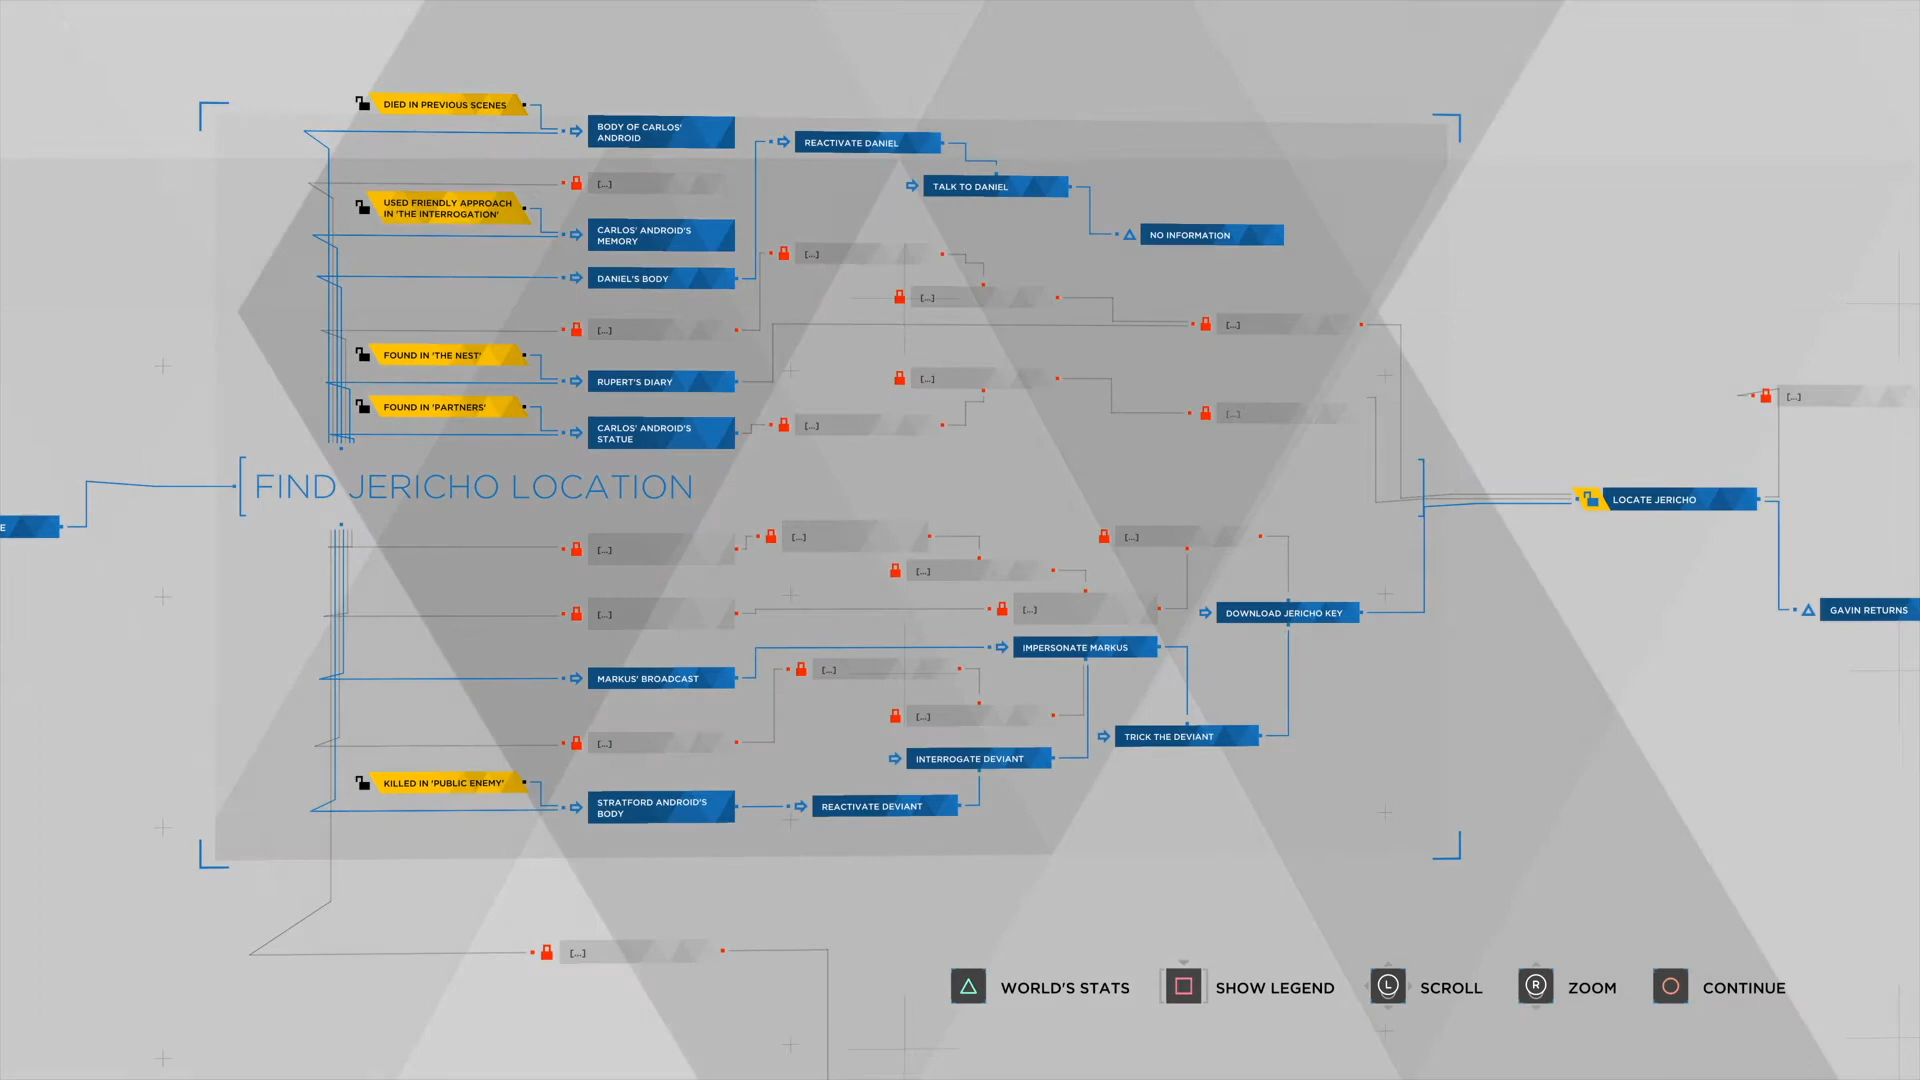 DIED IN PREVIOUS SCENES
BODY OF CARLOS'
ANDROID
REACTIVATE DANIEL
[...]
TALK TO DANIEL
USED FRIENDLY APPROACH
IN 'THE INTERROGATION'
CARLOS' ANDROID'S
MEMORY
NO INFORMATION
[...]
DANIEL'S BODY
[...]
[...]
[...]
FOUND IN 'THE NEST'
RUPERT'S DIARY
[...]
[...]
FOUND IN 'PARTNERS'
[...]
CARLOS' ANDROID'S
STATUE
[...]
FIND JERICHO LOCATION
LOCATE JERICHO
E
[...]
[...]
[...]
[...]
[...]
[...]
DOWNLOAD JERICHO KEY
GAVIN RETURNS
IMPERSONATE MARKUS
MARKUS' BROADCAST
[...]
[...]
TRICK THE DEVIANT
[...]
INTERROGATE DEVIANT
KILLED IN 'PUBLIC ENEMY'
STRATFORD ANDROID'S
BODY
REACTIVATE DEVIANT
[...]
WORLD'S STATS
SHOW LEGEND
L
SCROLL
R
ZOOM
CONTINUE